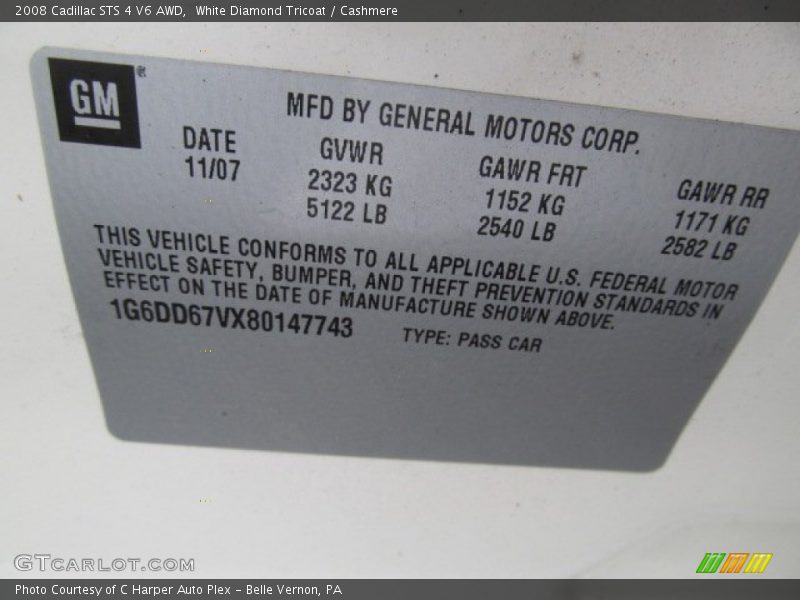 2008 Cadillac STS 4 V6 AWD,  White Diamond Tricoat / Cashmere
GM®
MFD BY GENERAL MOTORS CORP.
DATE GVWR GAWR FRT GAWR RR
11/07 2323 KG 1152 KG 1171 KG
5122 LB 2540 LB 2582 LB
THIS VEHICLE CONFORMS TO ALL APPLICABLE U.S. FEDERAL MOTOR
VEHICLE SAFETY, BUMPER, AND THEFT PREVENTION STANDARDS IN
EFFECT ON THE DATE OF MANUFACTURE SHOWN ABOVE.
1G6DD67VX80147743 TYPE: PASS CAR
GTCARLOT.COM
Photo Courtesy of C Harper Auto Plex - Belle Vernon, PA